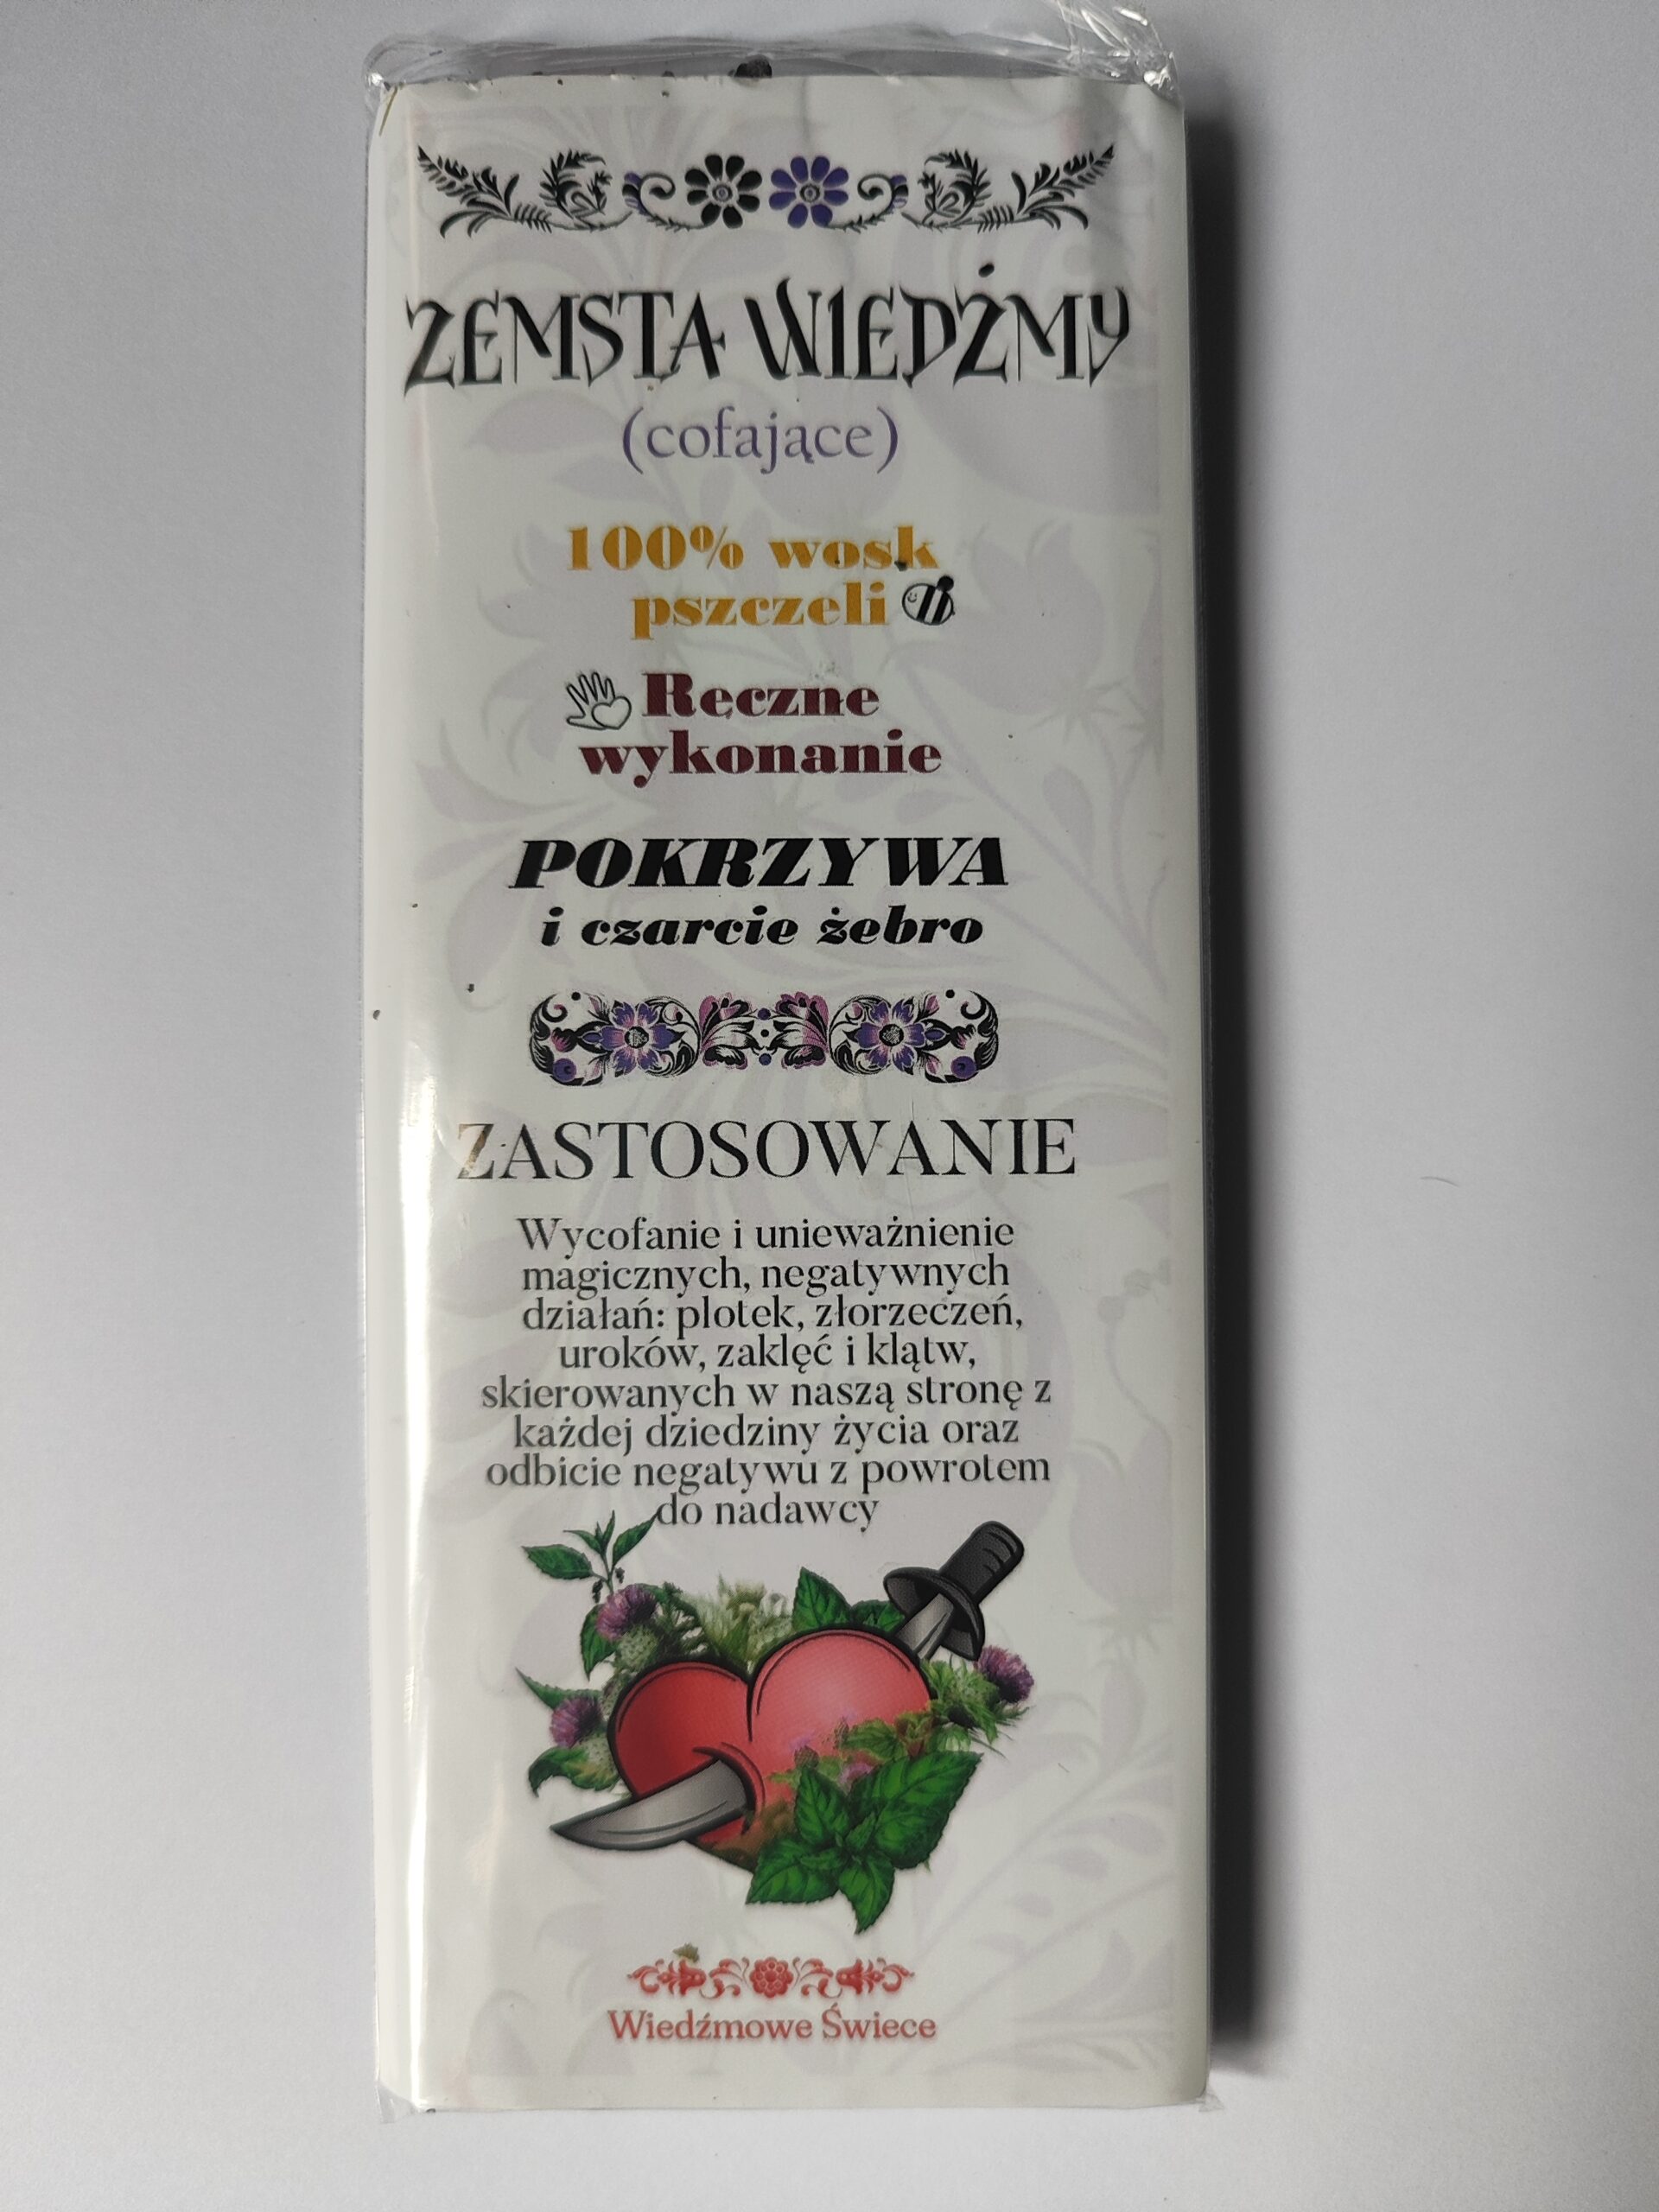 ZEMSTA WIEDŹMY
(cofające)
100% wosk
pszczeli
Ręczne
wykonanie
POKRZYWA
i czarcie żebro
ZASTOSOWANIE
Wycofanie i unieważnienie
magicznych, negatywnych
działań: plotek, złorzeczeń,
uroków, zaklęć i klątw,
skierowanych w naszą stronę z
każdej dziedziny życia oraz
odbicie negatywu z powrotem
do nadawcy
Wiedźmowe Świece